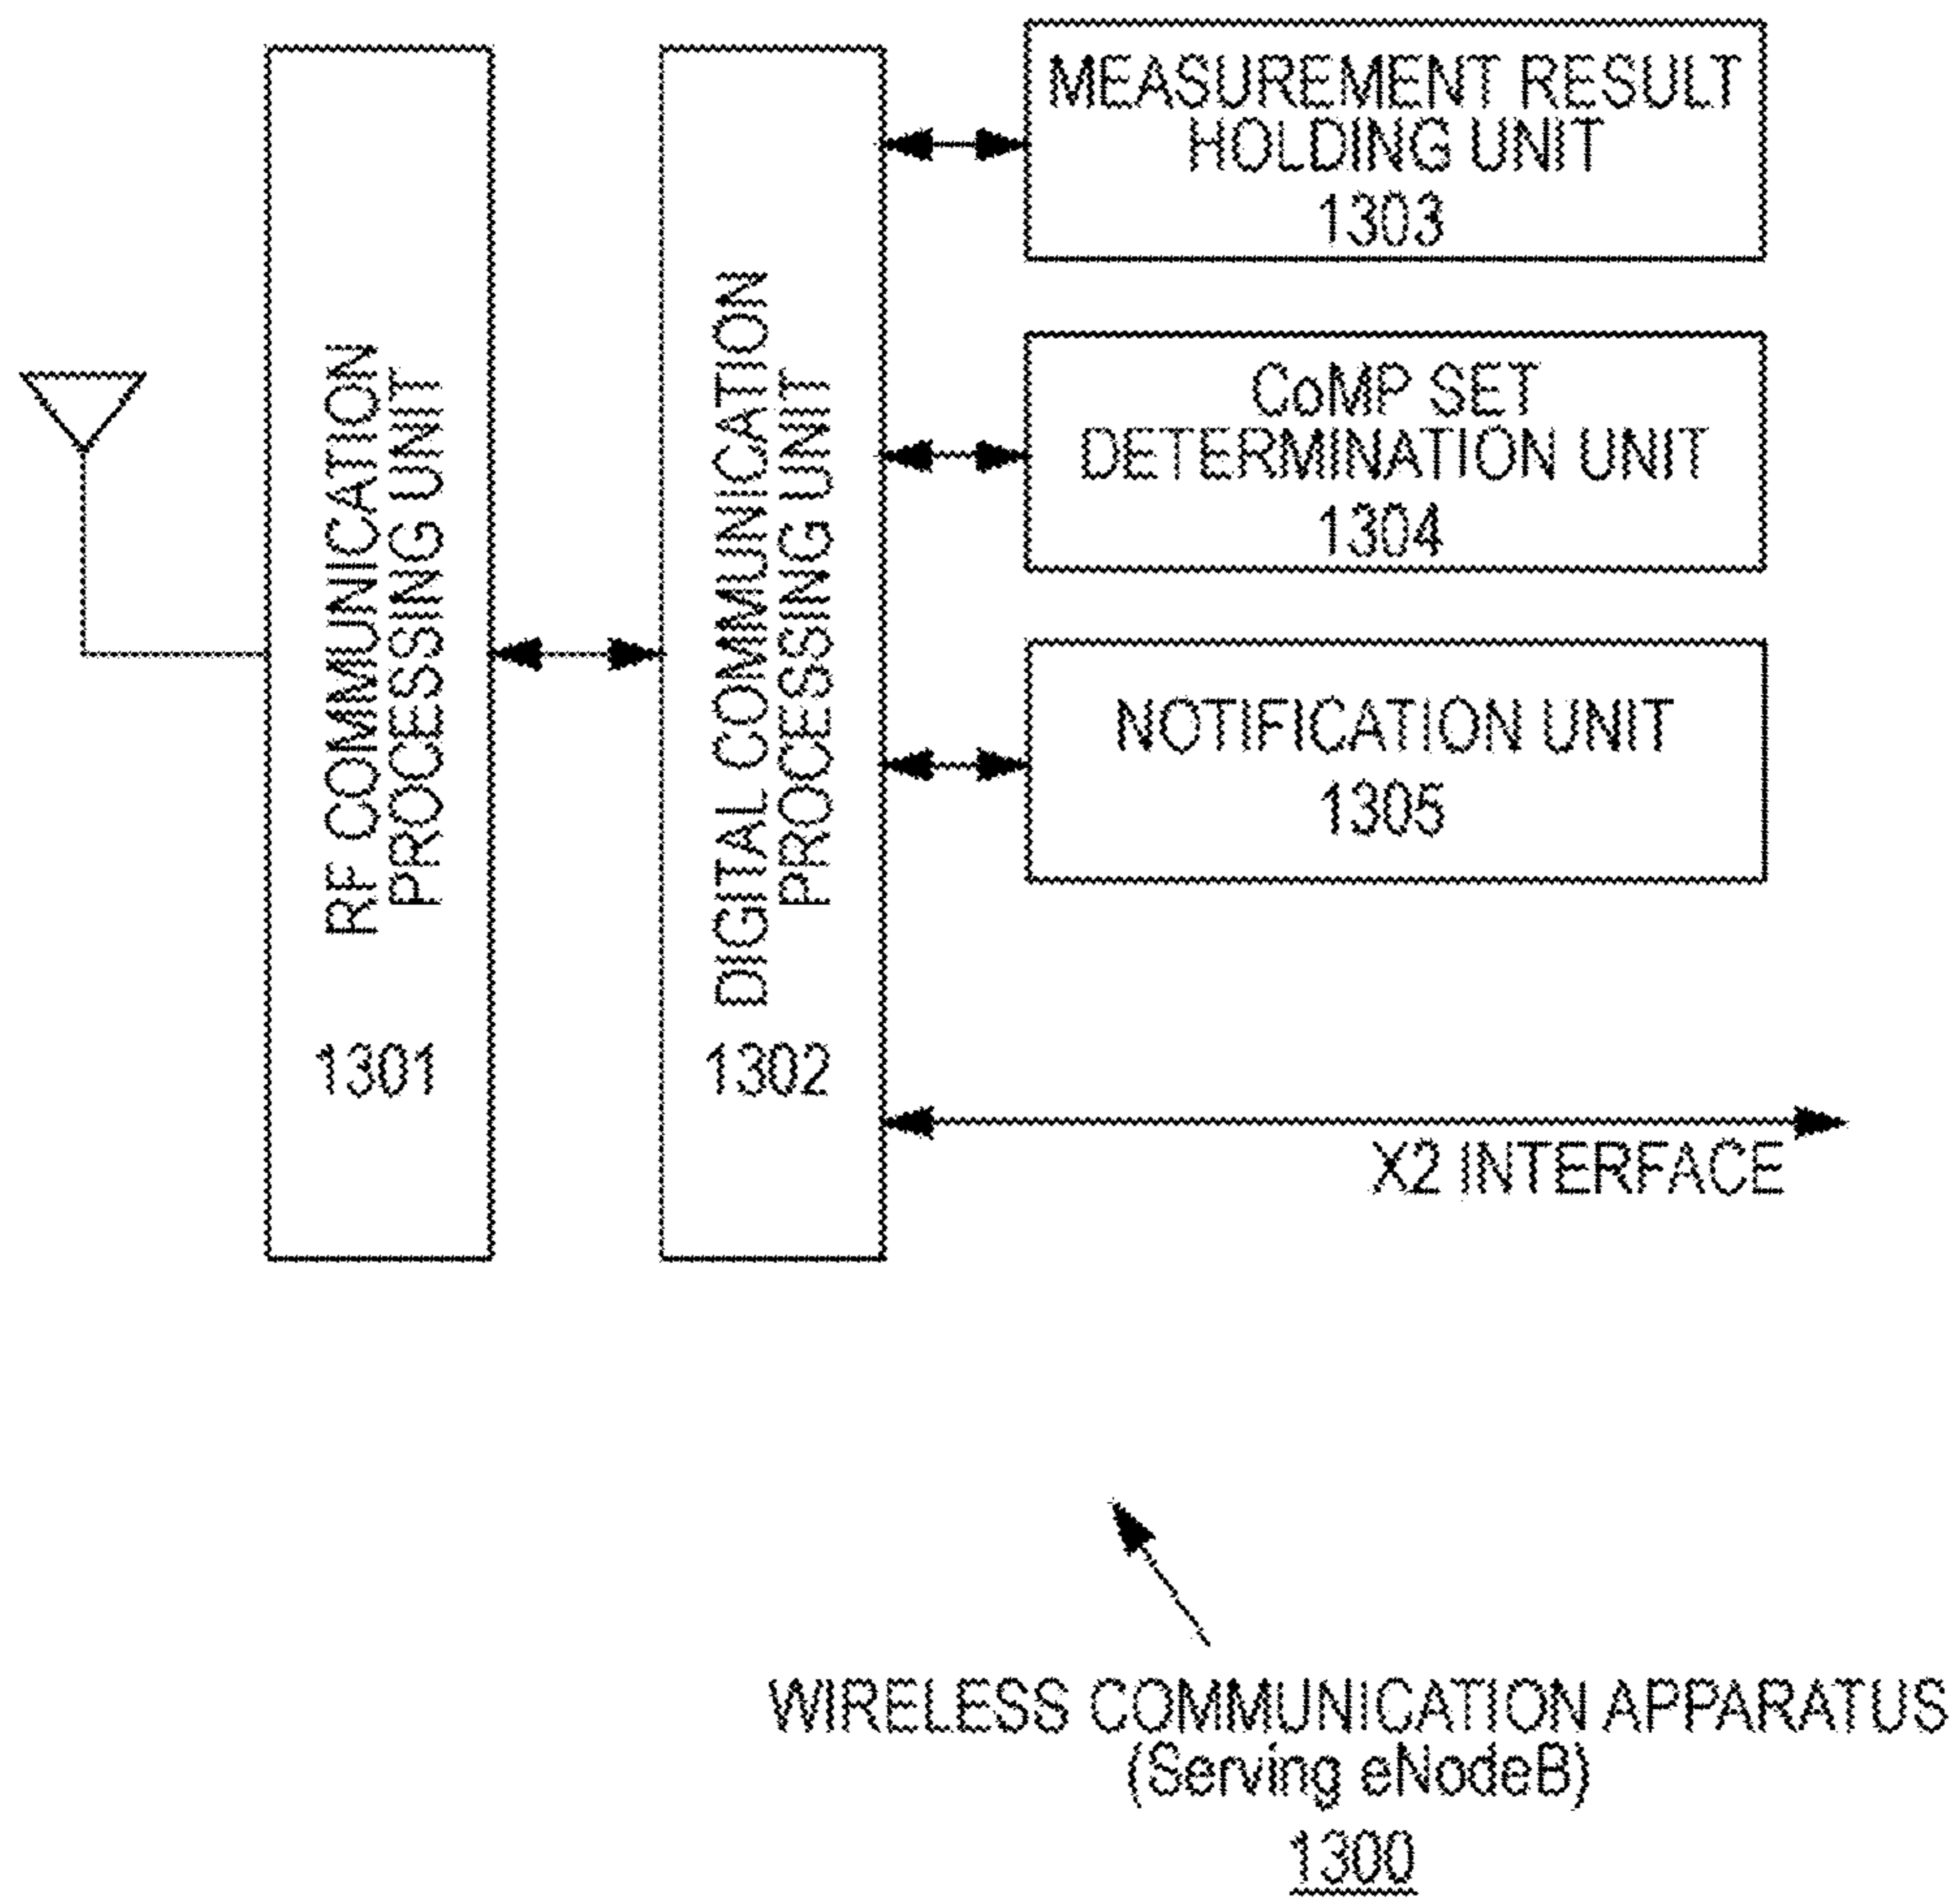 RF COMMUNICATION
PROCESSING UNIT
1301
DIGITAL COMMUNICATION
PROCESSING UNIT
1302
MEASUREMENT RESULT
HOLDING UNIT
1303
CoMP SET
DETERMINATION UNIT
1304
NOTIFICATION UNIT
1305
X2 INTERFACE
WIRELESS COMMUNICATION APPARATUS
(Serving eNodeB)
1300